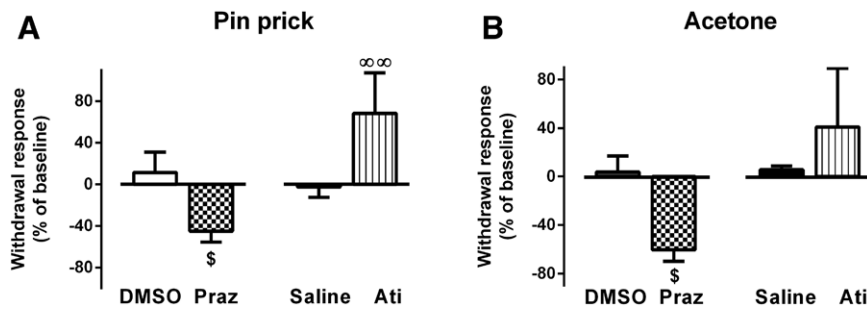 A
Pin prick
Withdrawal response
(% of baseline)
80
40
0
-40
-80
∞∞
$
DMSO Praz Saline Ati
B
Acetone
Withdrawal response
(% of baseline)
80
40
0
-40
-80
$
DMSO Praz Saline Ati